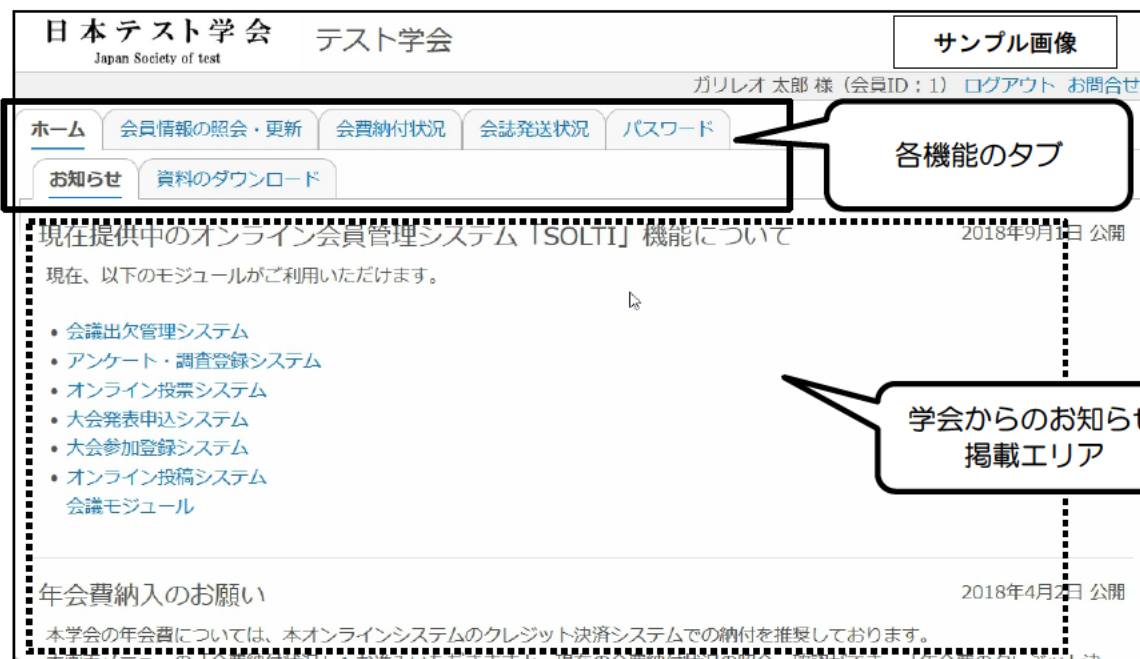 日本テスト学会 テスト学会
Japan Society of test
サンプル画像
ガリレオ 太郎 様（会員ID：1） ログアウト お問合せ
ホーム 会員情報の照会・更新 会費納付状況 会誌発送状況 パスワード
各機能のタブ
お知らせ 資料のダウンロード
現在提供中のオンライン会員管理システム「SOLTI」機能について 2018年9月1日 公開
現在、以下のモジュールがご利用いただけます。
• 会議出欠管理システム
• アンケート・調査登録システム
• オンライン投票システム
• 大会発表申込システム
• 大会参加登録システム
• オンライン投稿システム
会議モジュール
学会からのお知らせ
掲載エリア
年会費納入のお願い 2018年4月2日 公開
本学会の年会費については、本オンラインシステムのクレジット決済システムでの納付を推奨しております。